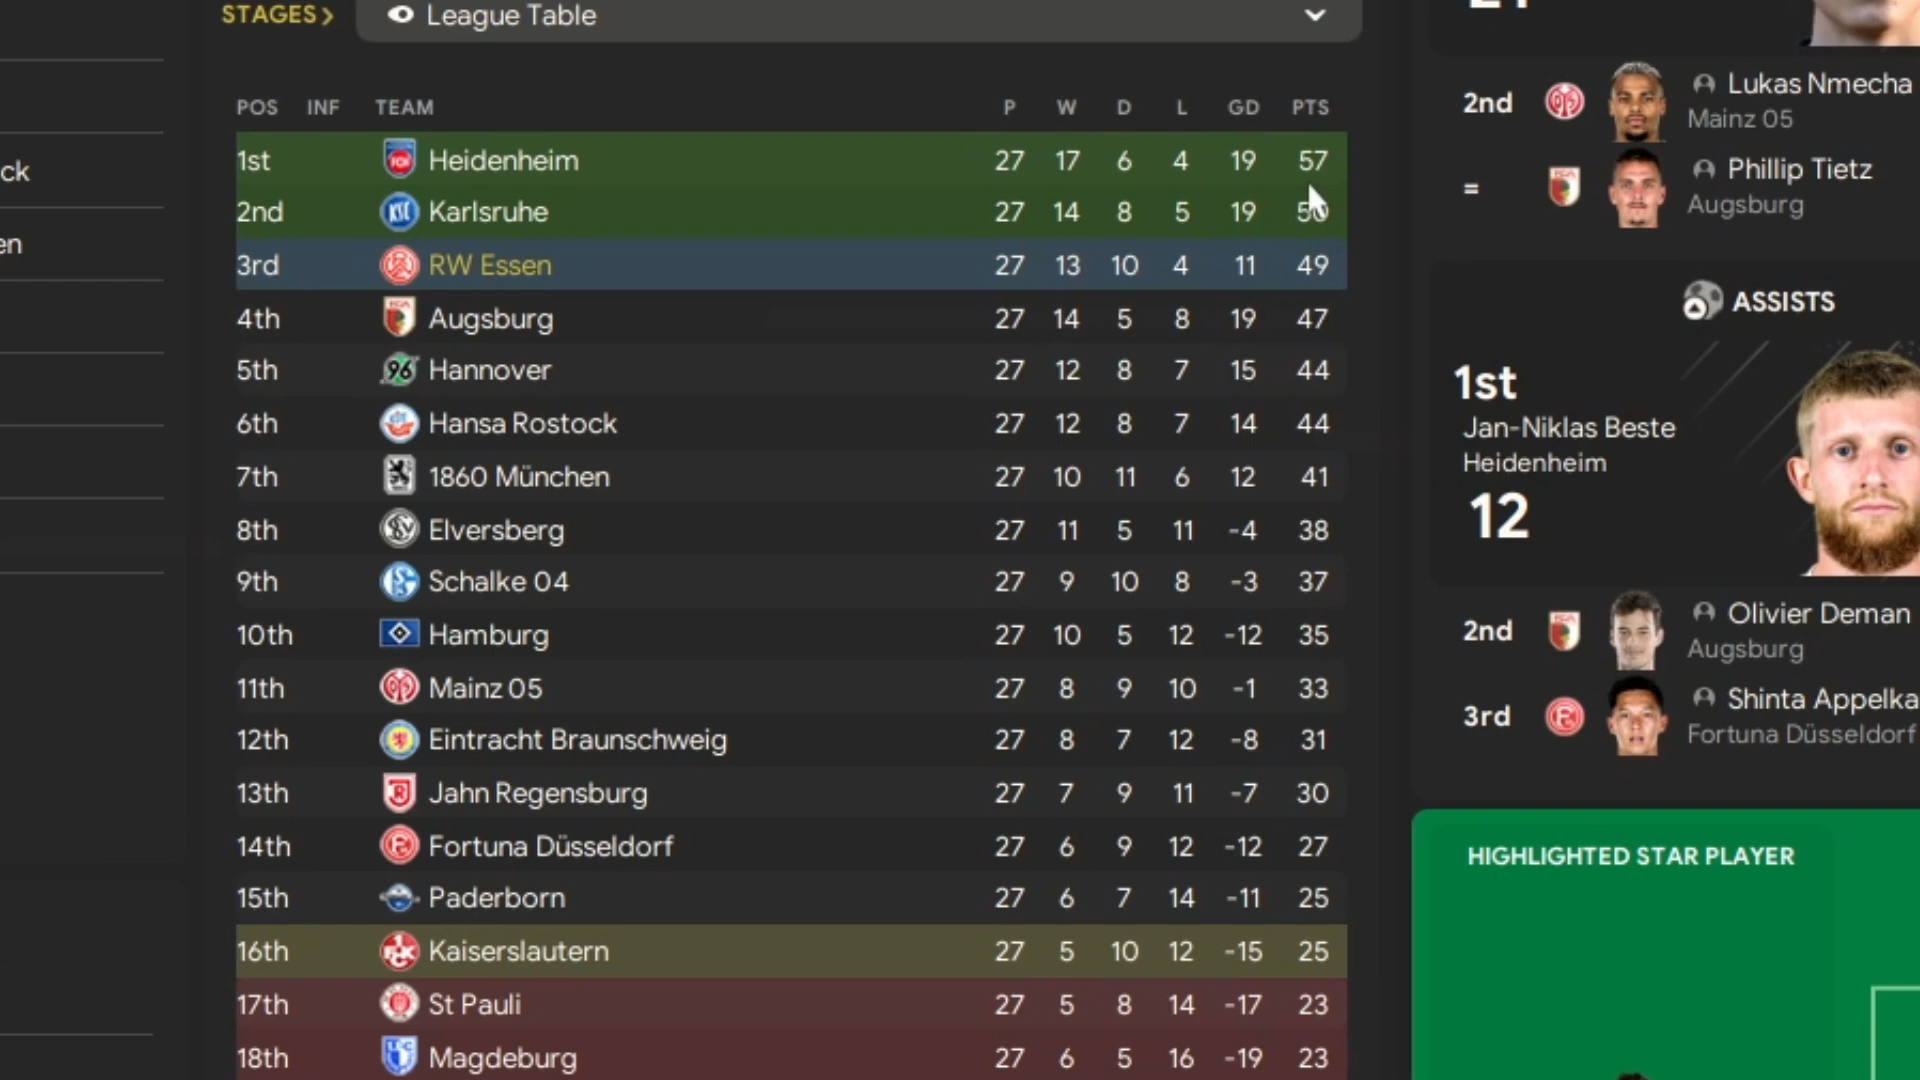 STAGES > League Table
ck
en
POS INF TEAM P W D L GD PTS
1st Heidenheim 27 17 6 4 19 57
2nd Karlsruhe 27 14 8 5 19 50
3rd RW Essen 27 13 10 4 11 49
4th Augsburg 27 14 5 8 19 47
5th Hannover 27 12 8 7 15 44
6th Hansa Rostock 27 12 8 7 14 44
7th 1860 München 27 10 11 6 12 41
8th Elversberg 27 11 5 11 -4 38
9th Schalke 04 27 9 10 8 -3 37
10th Hamburg 27 10 5 12 -12 35
11th Mainz 05 27 8 9 10 -1 33
12th Eintracht Braunschweig 27 8 7 12 -8 31
13th Jahn Regensburg 27 7 9 11 -7 30
14th Fortuna Düsseldorf 27 6 9 12 -12 27
15th Paderborn 27 6 7 14 -11 25
16th Kaiserslautern 27 5 10 12 -15 25
17th St Pauli 27 5 8 14 -17 23
18th Magdeburg 27 6 5 16 -19 23
2nd Lukas Nmecha
Mainz 05
= Phillip Tietz
Augsburg
ASSISTS
1st
Jan-Niklas Beste
Heidenheim
12
2nd Olivier Deman
Augsburg
3rd Shinta Appelka
Fortuna Düsseldorf
HIGHLIGHTED STAR PLAYER